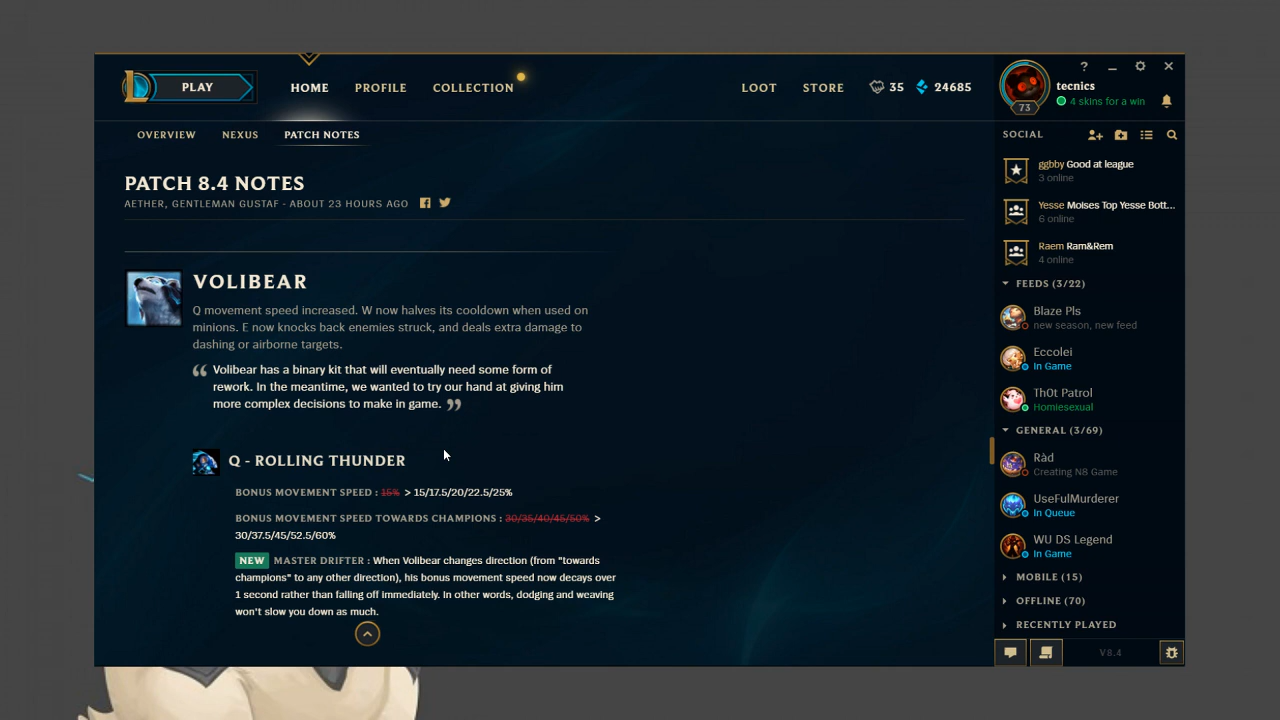 PLAY
HOME
PROFILE
COLLECTION
LOOT
STORE
35
24685
OVERVIEW
NEXUS
PATCH NOTES
PATCH 8.4 NOTES
AETHER, GENTLEMAN GUSTAF - ABOUT 23 HOURS AGO
VOLIBEAR
Q movement speed increased. W now halves its cooldown when used on
minions. E now knocks back enemies struck, and deals extra damage to
dashing or airborne targets.
“ Volibear has a binary kit that will eventually need some form of
rework. In the meantime, we wanted to try our hand at giving him
more complex decisions to make in game. ”
Q - ROLLING THUNDER
BONUS MOVEMENT SPEED : 15% > 15/17.5/20/22.5/25%
BONUS MOVEMENT SPEED TOWARDS CHAMPIONS : 30/35/40/45/50% >
30/37.5/45/52.5/60%
NEW MASTER DRIFTER : When Volibear changes direction (from "towards
champions" to any other direction), his bonus movement speed now decays over
1 second rather than falling off immediately. In other words, dodging and weaving
won't slow you down as much.
?
73
tecnics
4 skins for a win
SOCIAL
ggbby Good at league
3 online
Yesse Moises Top Yesse Bott...
6 online
Raem Ram&Rem
4 online
FEEDS (3/22)
Blaze Pls
new season, new feed
Eccolei
In Game
Th0t Patrol
Homiesexual
GENERAL (3/69)
Ràd
Creating N8 Game
UseFulMurderer
In Queue
WU DS Legend
In Game
MOBILE (15)
OFFLINE (70)
RECENTLY PLAYED
V8.4